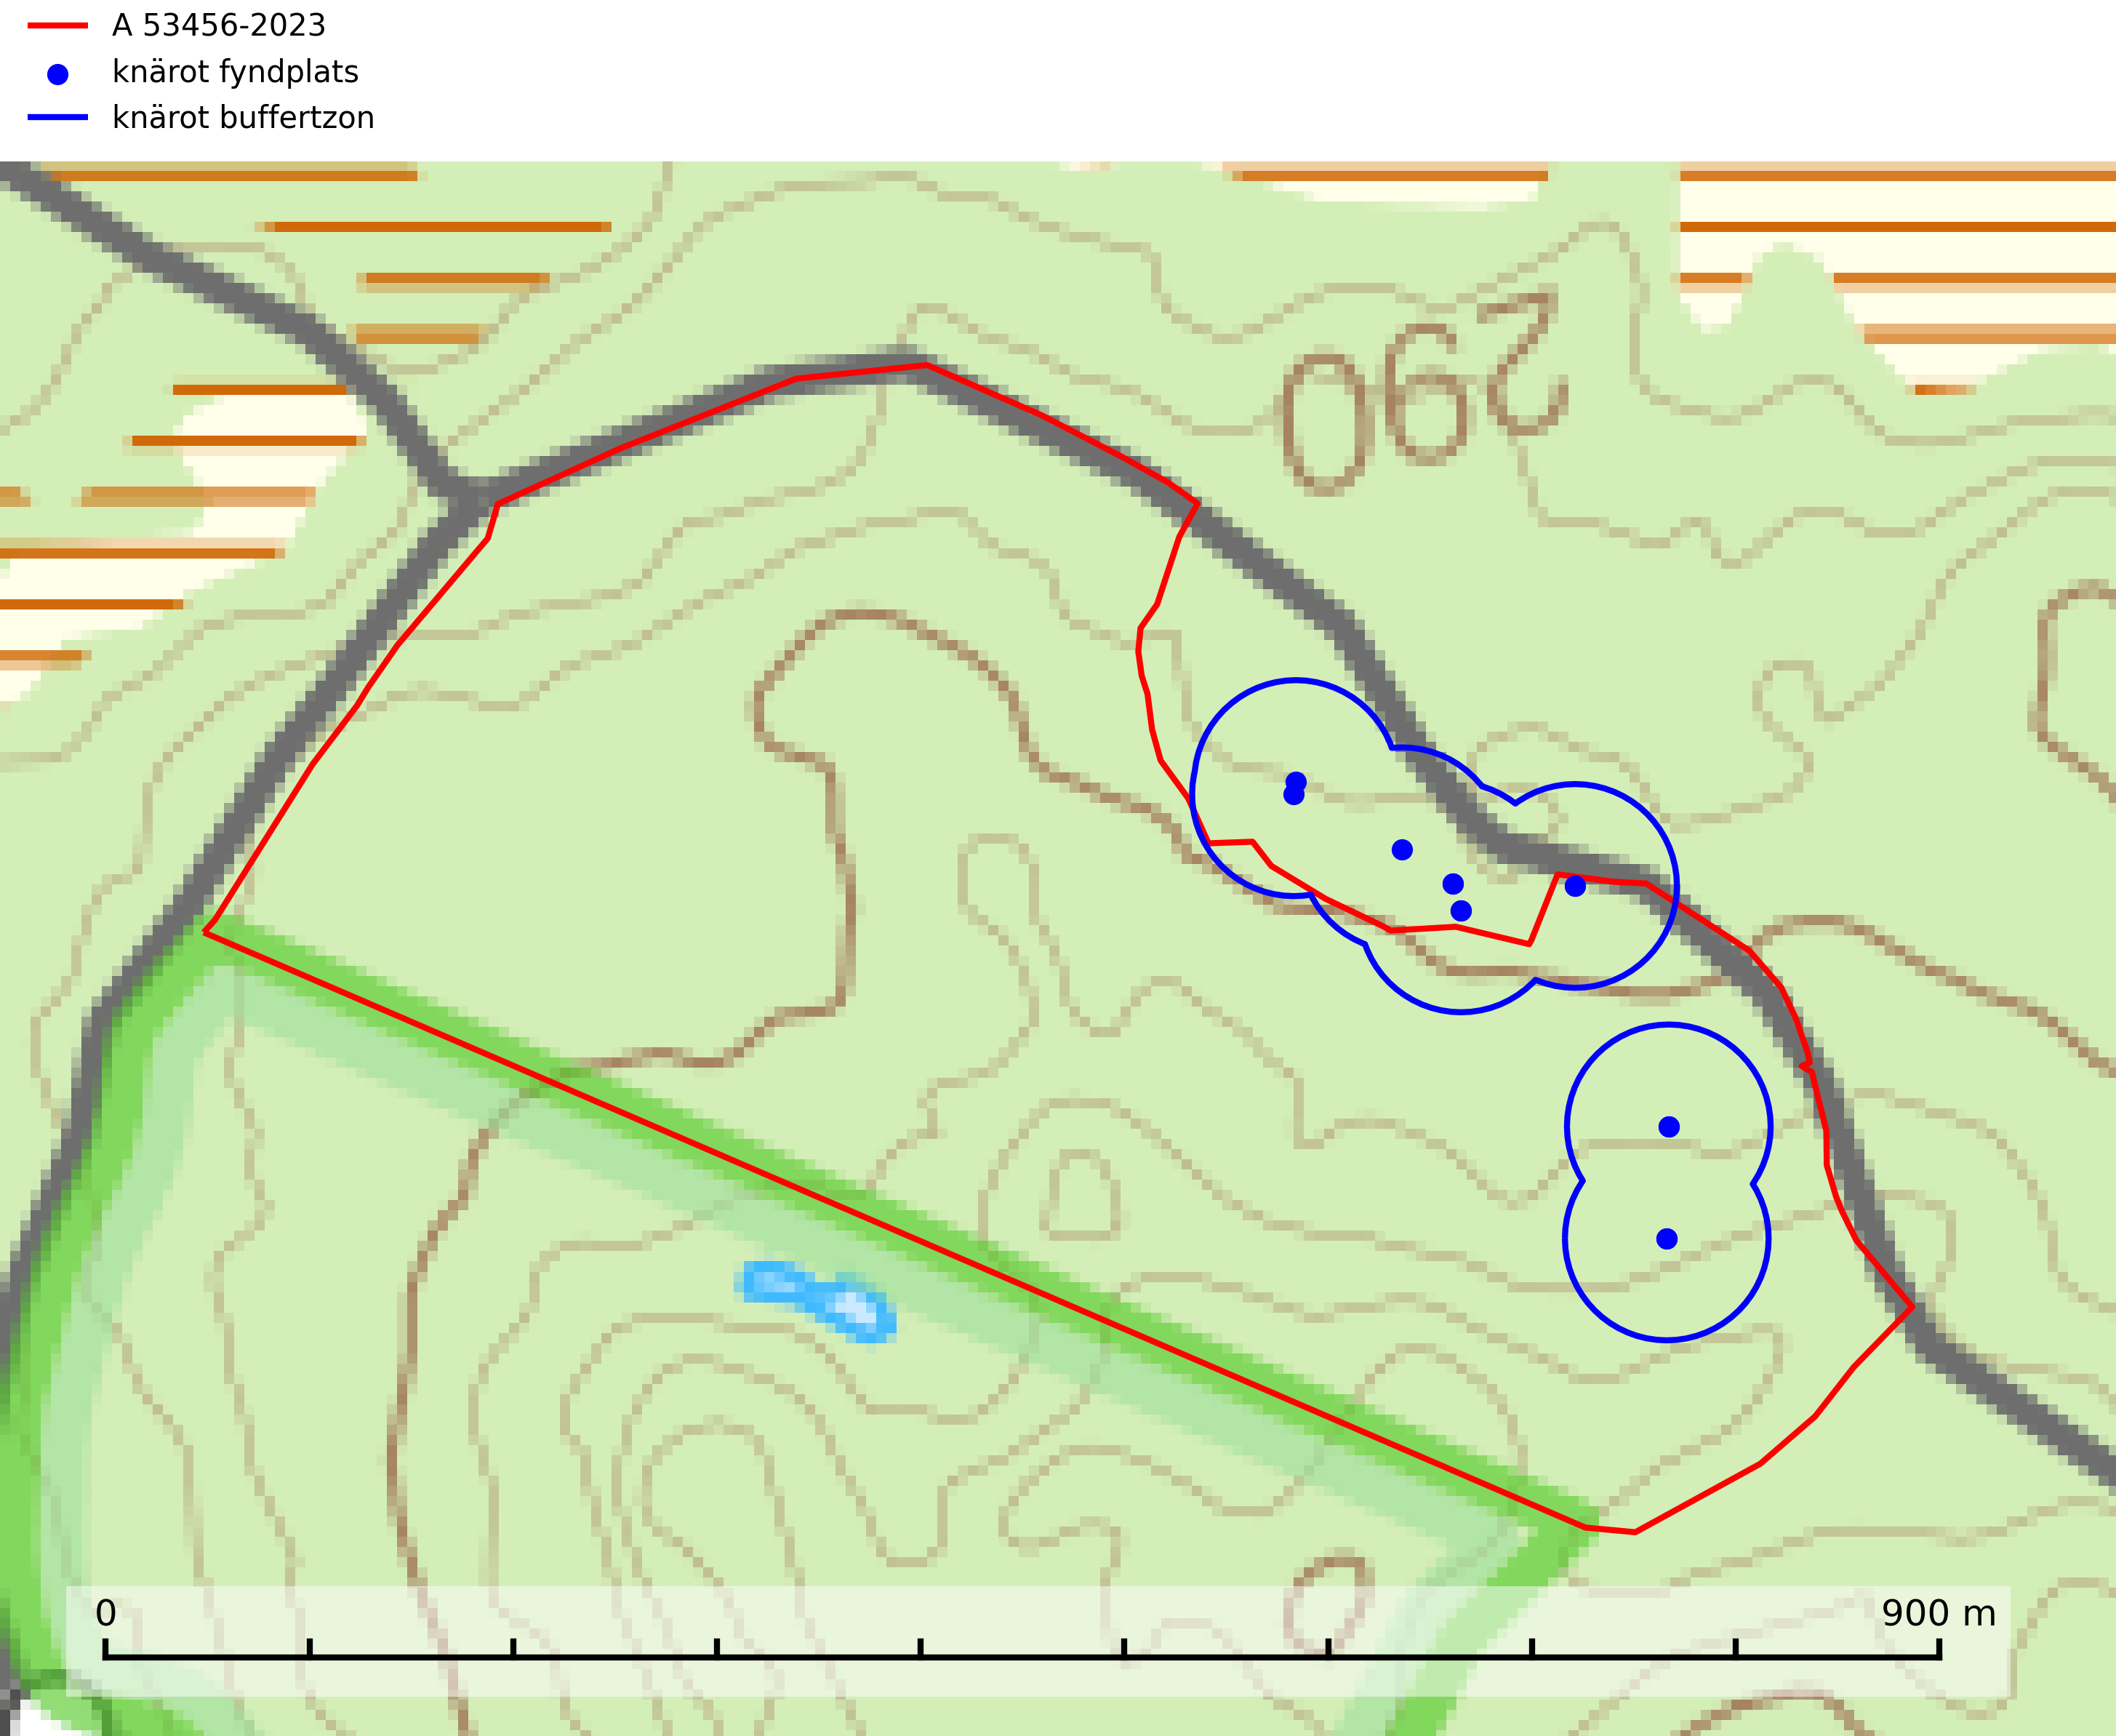 A 53456-2023
knärot fyndplats
knärot buffertzon
290
0
900 m